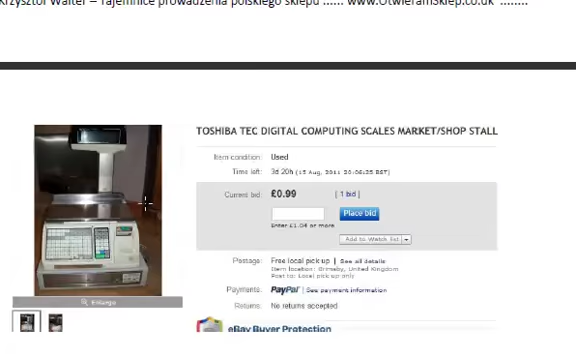 Krzysztof Walter – Tajemnice prowadzenia polskiego sklepu ...... www.OtwieramSklep.co.uk ........
TOSHIBA TEC DIGITAL COMPUTING SCALES MARKET/SHOP STALL
Item condition: Used
Time left: 3d 20h (15 Aug, 2011 20:06:25 BST)
Current bid: £0.99 [ 1 bid ]
Place bid
Enter £1.04 or more
Add to Watch list
Postage: Free local pick up | See all details
Item location: Ormesby, United Kingdom
Post to: Local pick up only
Payments: PayPal | See payment information
Returns: No returns accepted
Enlarge
eBay Buyer Protection